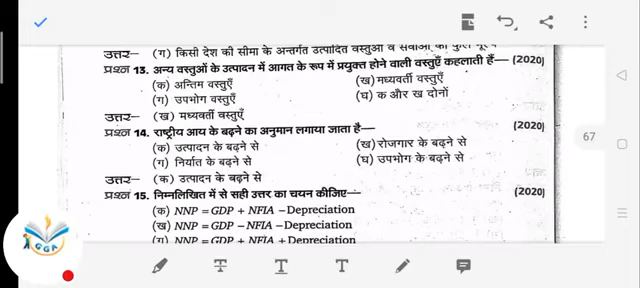 उत्तर– (ग) किसी देश की सीमा के अन्तर्गत उत्पादित वस्तुओं व सेवाओं का कुल मूल्य
प्रश्न 13. अन्य वस्तुओं के उत्पादन में आगत के रूप में प्रयुक्त होने वाली वस्तुएँ कहलाती हैं— (2020)
(क) अन्तिम वस्तुएँ (ख) मध्यवर्ती वस्तुएँ
(ग) उपभोग वस्तुएँ (घ) क और ख दोनों
उत्तर– (ख) मध्यवर्ती वस्तुएँ
प्रश्न 14. राष्ट्रीय आय के बढ़ने का अनुमान लगाया जाता है— (2020)
(क) उत्पादन के बढ़ने से (ख) रोजगार के बढ़ने से
(ग) निर्यात के बढ़ने से (घ) उपभोग के बढ़ने से
उत्तर– (क) उत्पादन के बढ़ने से
प्रश्न 15. निम्नलिखित में से सही उत्तर का चयन कीजिए— (2020)
(क) NNP = GDP + NFIA – Depreciation
(ख) NNP = GDP – NFIA – Depreciation
(ग) NNP = GDP + NFIA + Depreciation
67
GGA
T T T